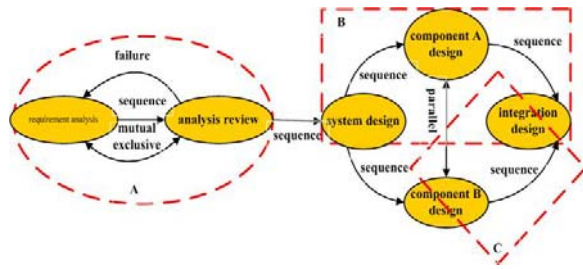 B
component A
design
failure
sequence
sequence
sequence
requirement analysis
mutual
exclusive
analysis review
sequence
system design
parallel
integration
design
A
sequence
component B
design
sequence
C